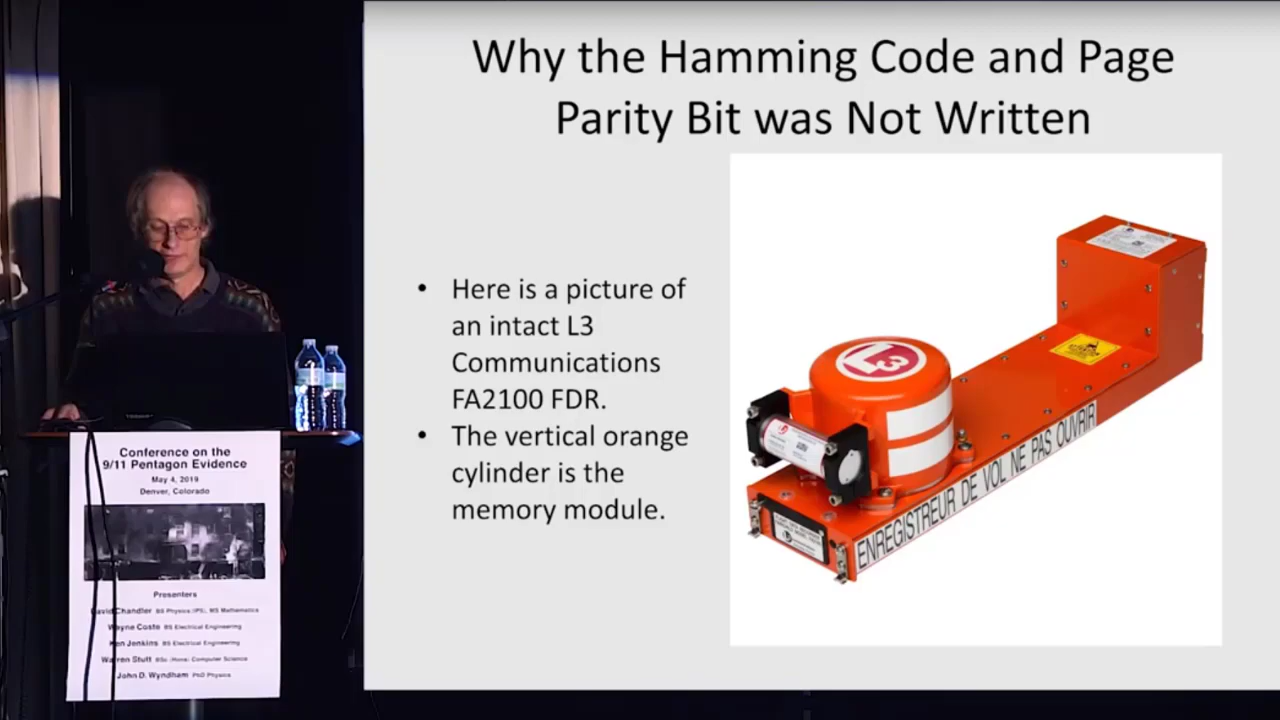 Why the Hamming Code and Page
Parity Bit was Not Written
• Here is a picture of
an intact L3
Communications
FA2100 FDR.
• The vertical orange
cylinder is the
memory module.
L3
ENREGISTREUR DE VOL NE PAS OUVRIR
Conference on the
9/11 Pentagon Evidence
May 4, 2019
Denver, Colorado
Presenters
David Chandler BS Physics (IPS), MS Mathematics
Wayne Coste BS Electrical Engineering
Ken Jenkins BS Electrical Engineering
Warren Stutt BSc (Hons) Computer Science
John D. Wyndham PhD Physics